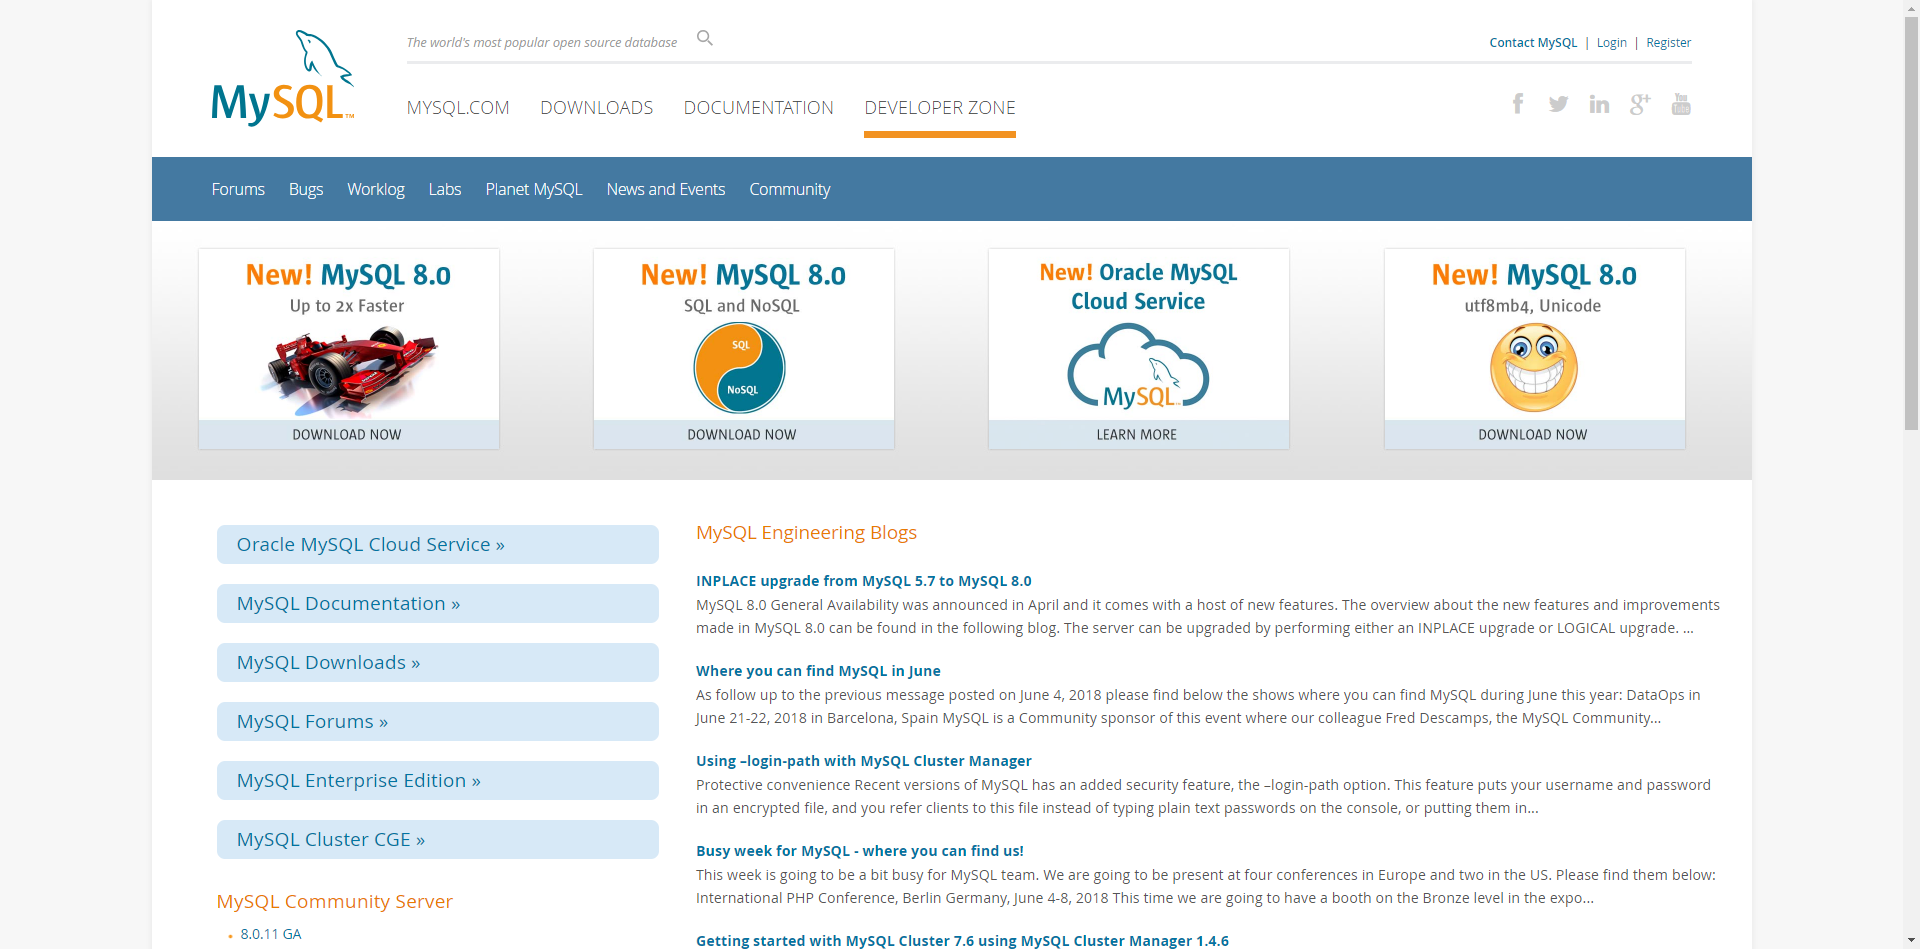 The world's most popular open source database
Contact MySQL | Login | Register
MySQL™
MYSQL.COM DOWNLOADS DOCUMENTATION DEVELOPER ZONE
Forums Bugs Worklog Labs Planet MySQL News and Events Community
New! MySQL 8.0
Up to 2x Faster
DOWNLOAD NOW
New! MySQL 8.0
SQL and NoSQL
SQL
NoSQL
DOWNLOAD NOW
New! Oracle MySQL
Cloud Service
MySQL
LEARN MORE
New! MySQL 8.0
utf8mb4, Unicode
DOWNLOAD NOW
Oracle MySQL Cloud Service »
MySQL Documentation »
MySQL Downloads »
MySQL Forums »
MySQL Enterprise Edition »
MySQL Cluster CGE »
MySQL Community Server
• 8.0.11 GA
MySQL Engineering Blogs
INPLACE upgrade from MySQL 5.7 to MySQL 8.0
MySQL 8.0 General Availability was announced in April and it comes with a host of new features. The overview about the new features and improvements
made in MySQL 8.0 can be found in the following blog. The server can be upgraded by performing either an INPLACE upgrade or LOGICAL upgrade. ...
Where you can find MySQL in June
As follow up to the previous message posted on June 4, 2018 please find below the shows where you can find MySQL during June this year: DataOps in
June 21-22, 2018 in Barcelona, Spain MySQL is a Community sponsor of this event where our colleague Fred Descamps, the MySQL Community...
Using –login-path with MySQL Cluster Manager
Protective convenience Recent versions of MySQL has an added security feature, the –login-path option. This feature puts your username and password
in an encrypted file, and you refer clients to this file instead of typing plain text passwords on the console, or putting them in...
Busy week for MySQL - where you can find us!
This week is going to be a bit busy for MySQL team. We are going to be present at four conferences in Europe and two in the US. Please find them below:
International PHP Conference, Berlin Germany, June 4-8, 2018 This time we are going to have a booth on the Bronze level in the expo...
Getting started with MySQL Cluster 7.6 using MySQL Cluster Manager 1.4.6